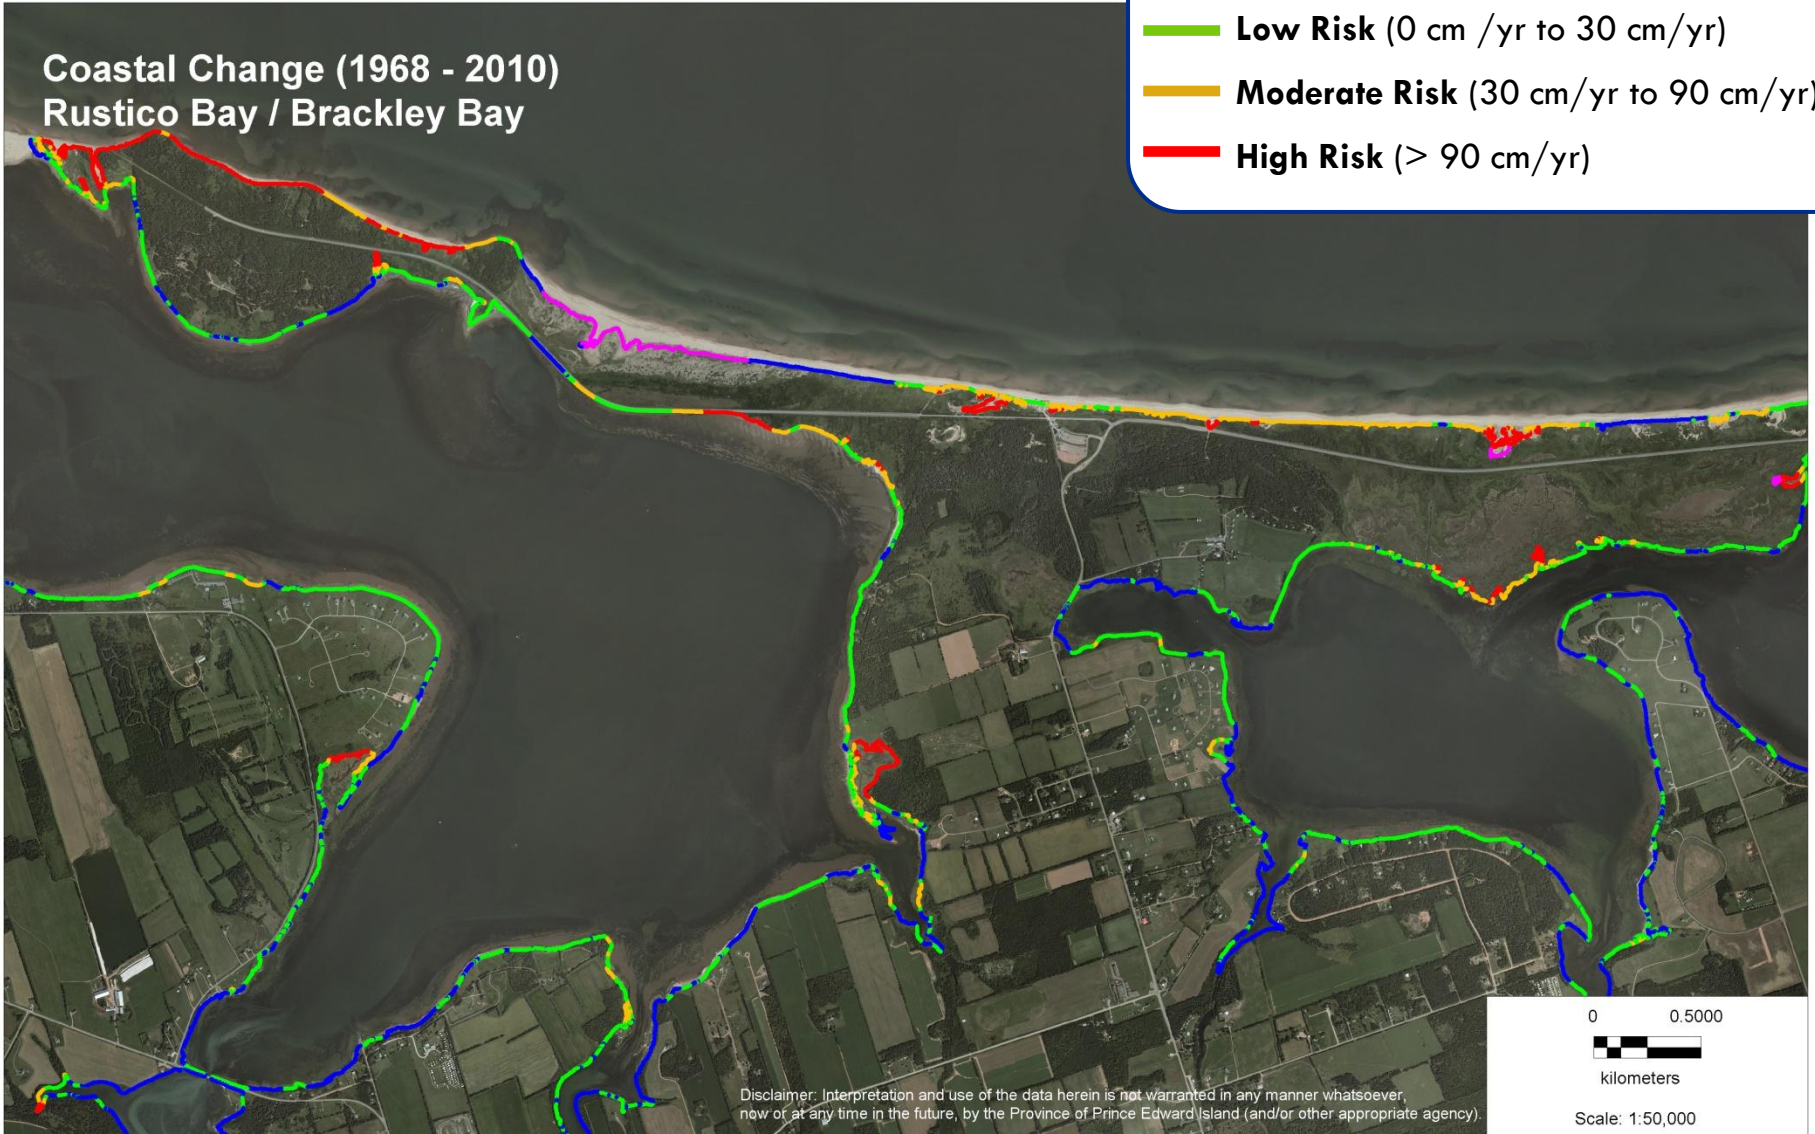 Coastal Change (1968 - 2010)
Rustico Bay / Brackley Bay
Low Risk (0 cm /yr to 30 cm/yr)
Moderate Risk (30 cm/yr to 90 cm/yr)
High Risk (> 90 cm/yr)
0 0.5000
kilometers
Scale: 1:50,000
Disclaimer: Interpretation and use of the data herein is not warranted in any manner whatsoever,
now or at any time in the future, by the Province of Prince Edward Island (and/or other appropriate agency).